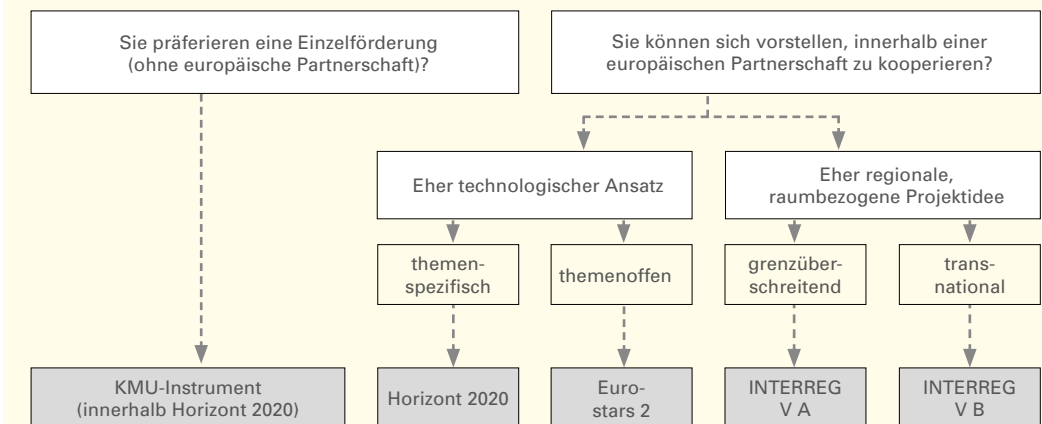 Sie präferieren eine Einzelförderung
(ohne europäische Partnerschaft)?
Sie können sich vorstellen, innerhalb einer
europäischen Partnerschaft zu kooperieren?
Eher technologischer Ansatz
Eher regionale,
raumbezogene Projektidee
themen-
spezifisch
themenoffen
grenzüber-
schreitend
trans-
national
KMU-Instrument
(innerhalb Horizont 2020)
Horizont 2020
Euro-
stars 2
INTERREG
V A
INTERREG
V B